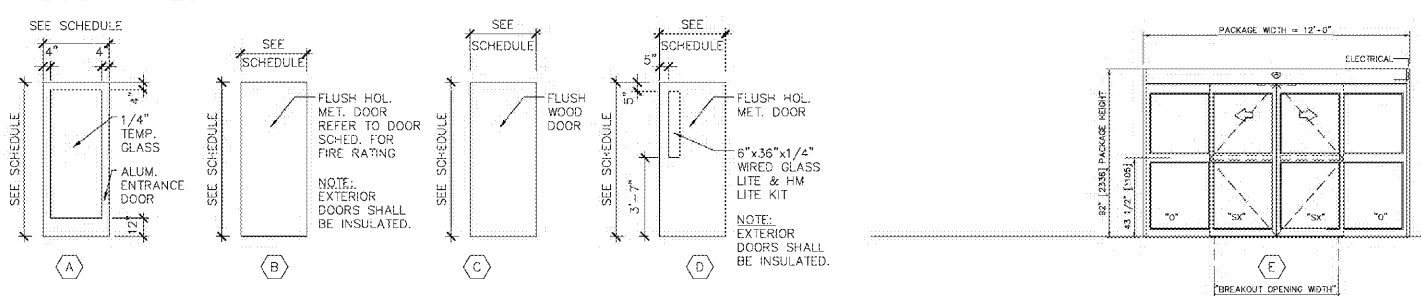 SEE SCHEDULE
4"
4"
4"
SEE SCHEDULE
1/4"
TEMP.
GLASS
ALUM.
ENTRANCE
DOOR
12"
A
SEE
SCHEDULE
SEE SCHEDULE
FLUSH HOL.
MET. DOOR
REFER TO DOOR
SCHED. FOR
FIRE RATING
NOTE:
EXTERIOR
DOORS SHALL
BE INSULATED.
B
SEE
SCHEDULE
SEE SCHEDULE
FLUSH
WOOD
DOOR
C
SEE
SCHEDULE
5"
5"
SEE SCHEDULE
3'-7"
FLUSH HOL.
MET. DOOR
6"x36"x1/4"
WIRED GLASS
LITE & HM
LITE KIT
NOTE:
EXTERIOR
DOORS SHALL
BE INSULATED.
D
PACKAGE WIDTH = 12'-0"
ELECTRICAL
92" [2336] PACKAGE HEIGHT
43 1/2" [1105]
"O"
"SX"
"SX"
"O"
E
"BREAKOUT OPENING WIDTH"